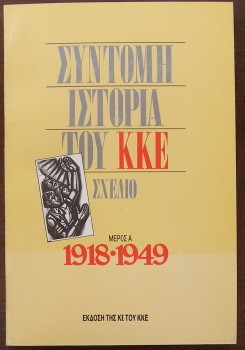 ΣΥΝΤΟΜΗ
ΙΣΤΟΡΙΑ
ΤΟΥ ΚΚΕ
ΣΧΕΔΙΟ
ΜΕΡΟΣ Α
1918•1949
ΕΚΔΟΣΗ ΤΗΣ ΚΕ ΤΟΥ ΚΚΕ